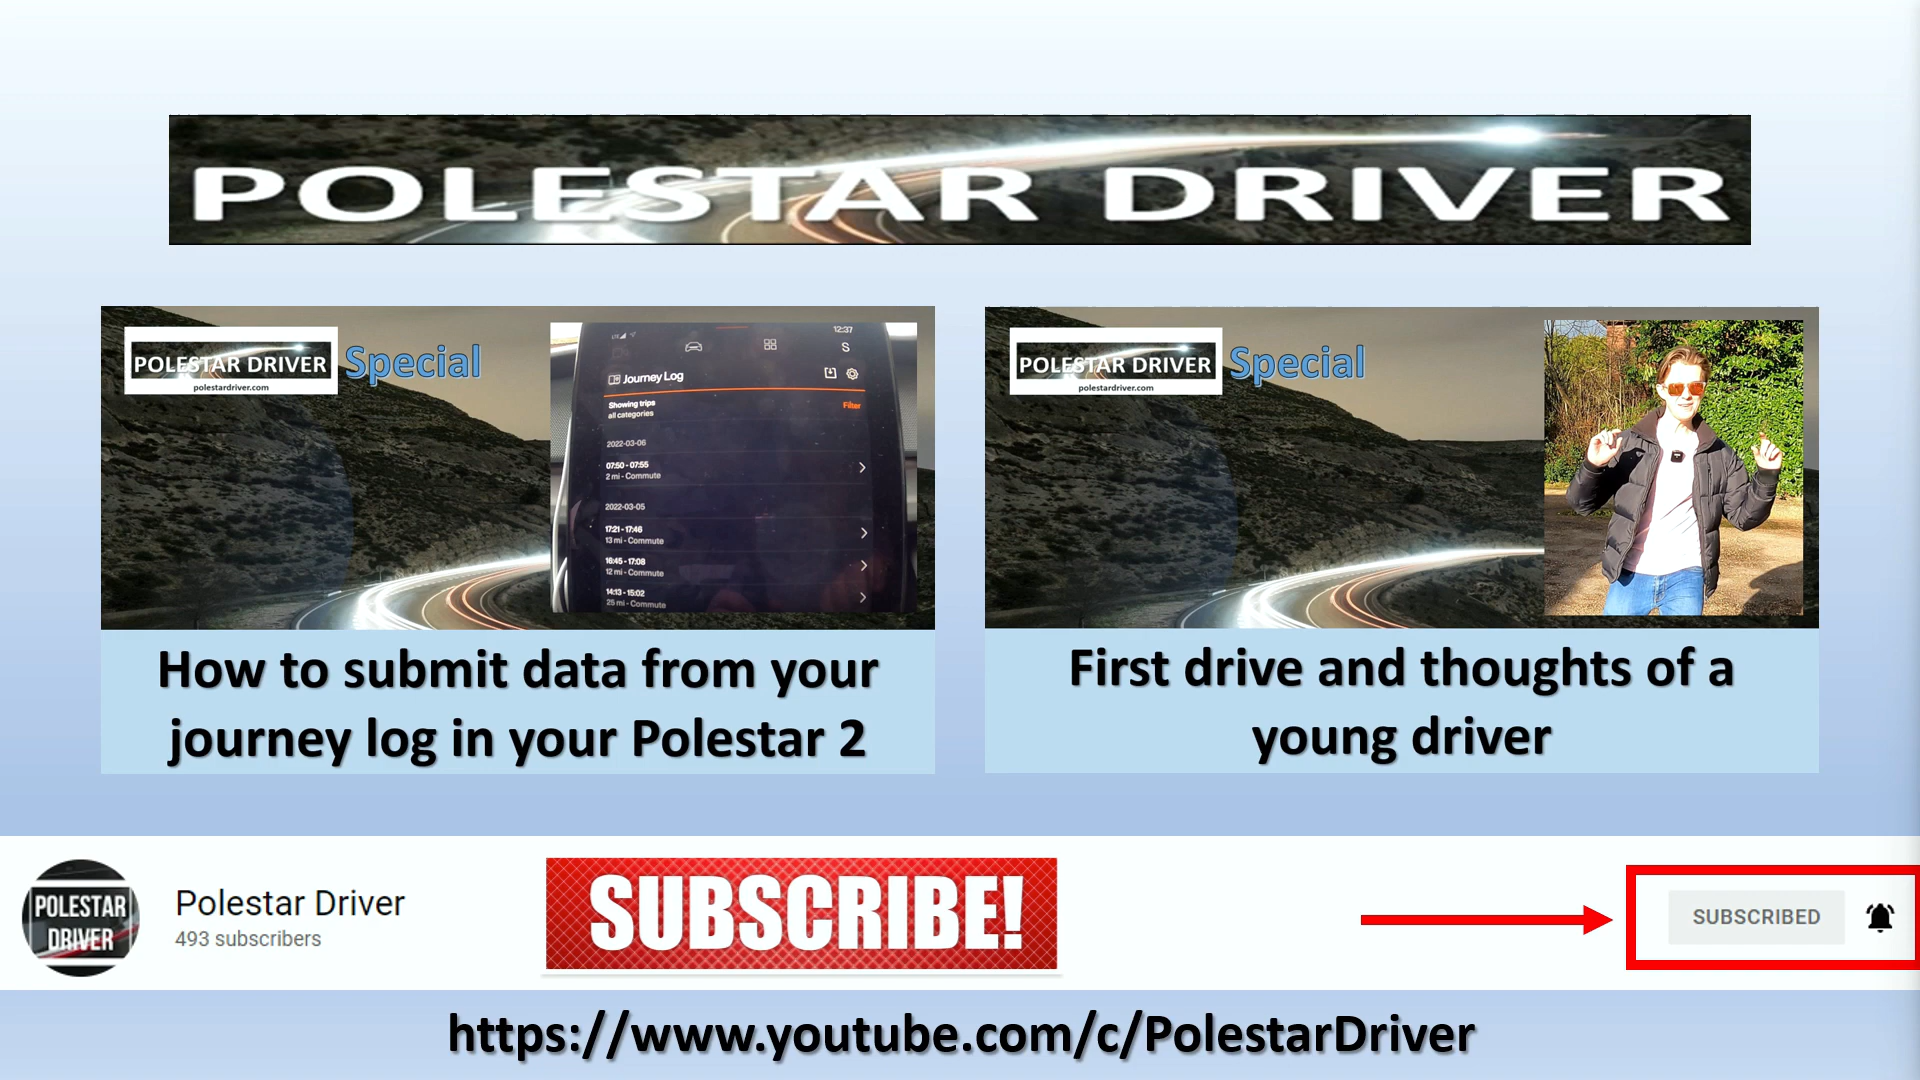 POLESTAR DRIVER
POLESTAR DRIVER
polestardriver.com
Special
12:37
S
Journey Log
Showing trips
all categories
Filter
2022-03-06
07:50 - 07:55
2 mi - Commute
2022-03-05
17:21 - 17:46
13 mi - Commute
16:45 - 17:08
12 mi - Commute
14:13 - 15:02
25 mi - Commute
How to submit data from your
journey log in your Polestar 2
POLESTAR DRIVER
polestardriver.com
Special
First drive and thoughts of a
young driver
POLESTAR
DRIVER
Polestar Driver
493 subscribers
SUBSCRIBE!
SUBSCRIBED
https://www.youtube.com/c/PolestarDriver